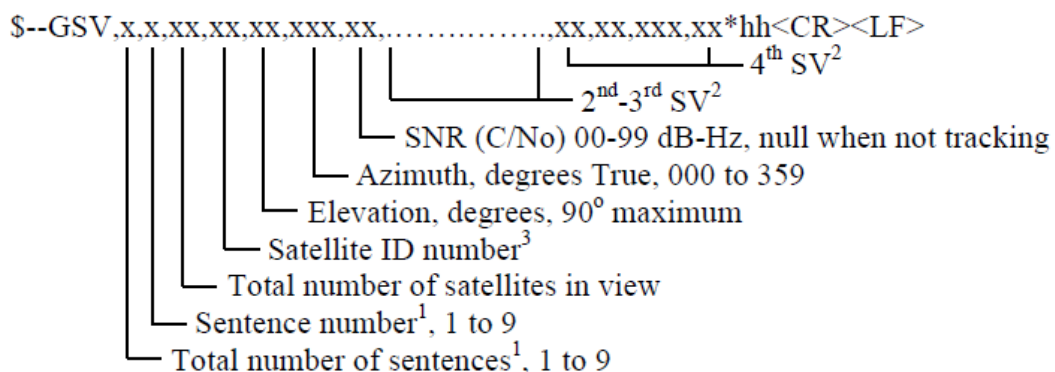 $--GSV,x,x,xx,xx,xx,xxx,xx,………………..,xx,xx,xxx,xx*hh<CR><LF>
4th SV2
2nd-3rd SV2
SNR (C/No) 00-99 dB-Hz, null when not tracking
Azimuth, degrees True, 000 to 359
Elevation, degrees, 90o maximum
Satellite ID number3
Total number of satellites in view
Sentence number1, 1 to 9
Total number of sentences1, 1 to 9